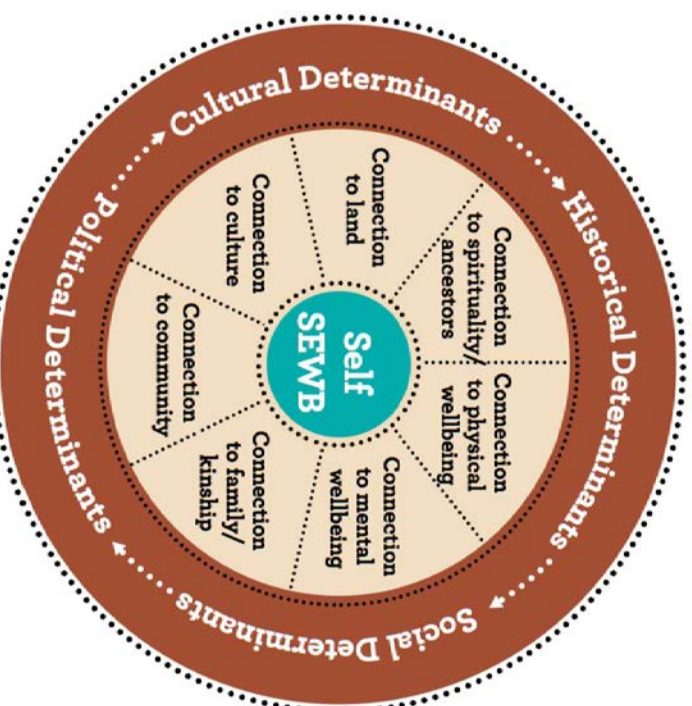 Cultural Determinants
Historical Determinants
Social Determinants
Political Determinants
Connection
to spirituality/
ancestors
Connection
to physical
wellbeing
Connection
to mental
wellbeing
Connection
to family/
kinship
Connection
to community
Connection
to culture
Connection
to land
Self
SEWB